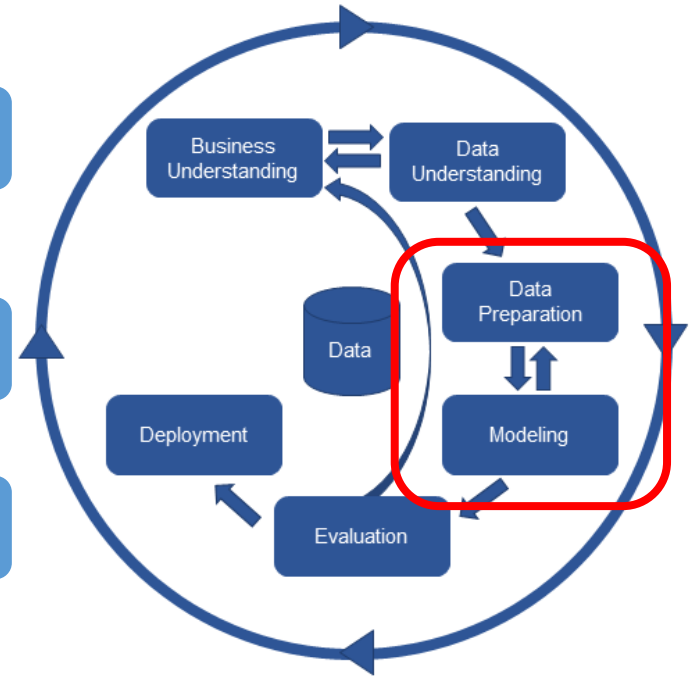 Business
Understanding
Data
Understanding
Data
Preparation
Data
Deployment
Modeling
Evaluation